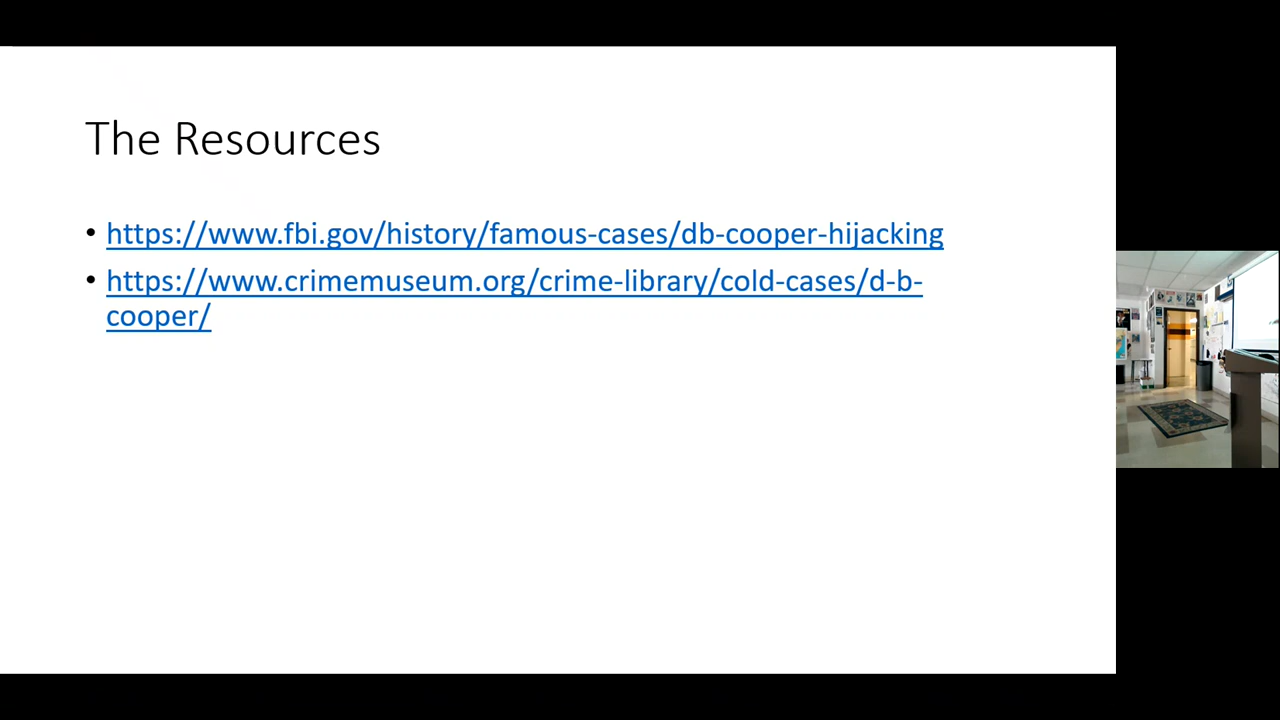 The Resources
• https://www.fbi.gov/history/famous-cases/db-cooper-hijacking
• https://www.crimemuseum.org/crime-library/cold-cases/d-b-
cooper/